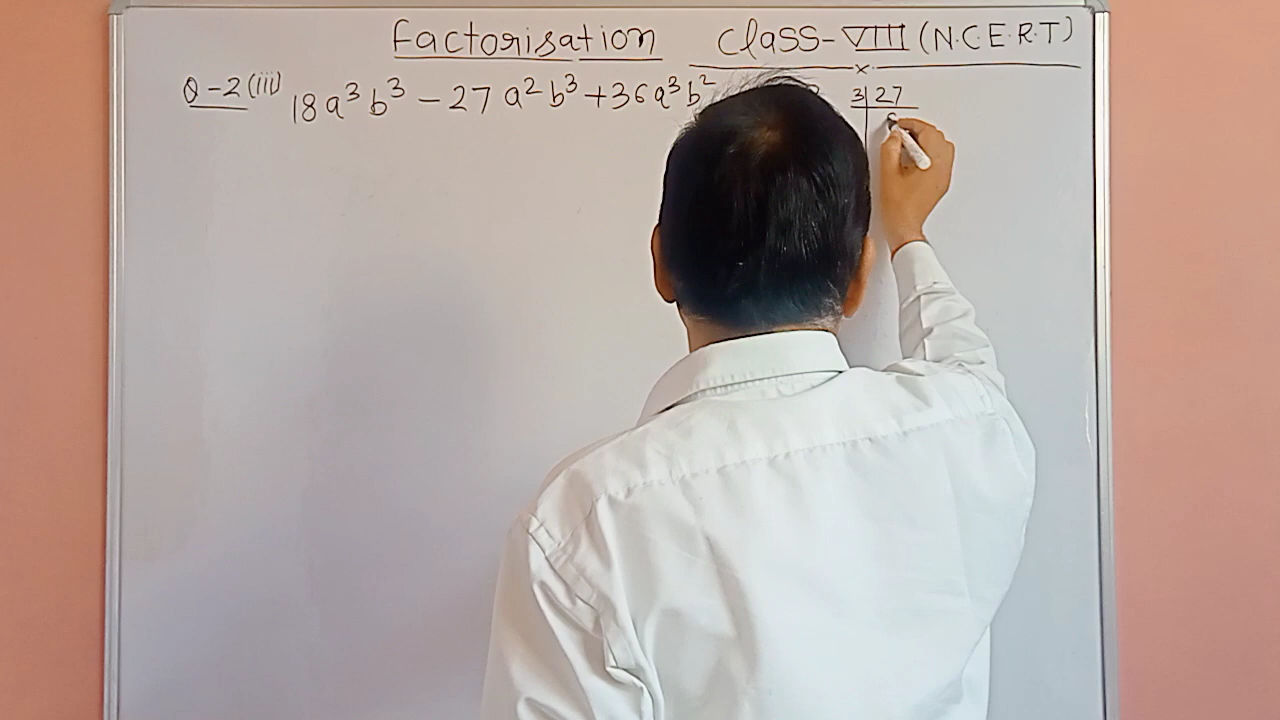 Factorisation Class-VIII (N.C.E.R.T)
x
Q-2(iii) 18a³b³ - 27a²b³ + 36a³b²
3|27